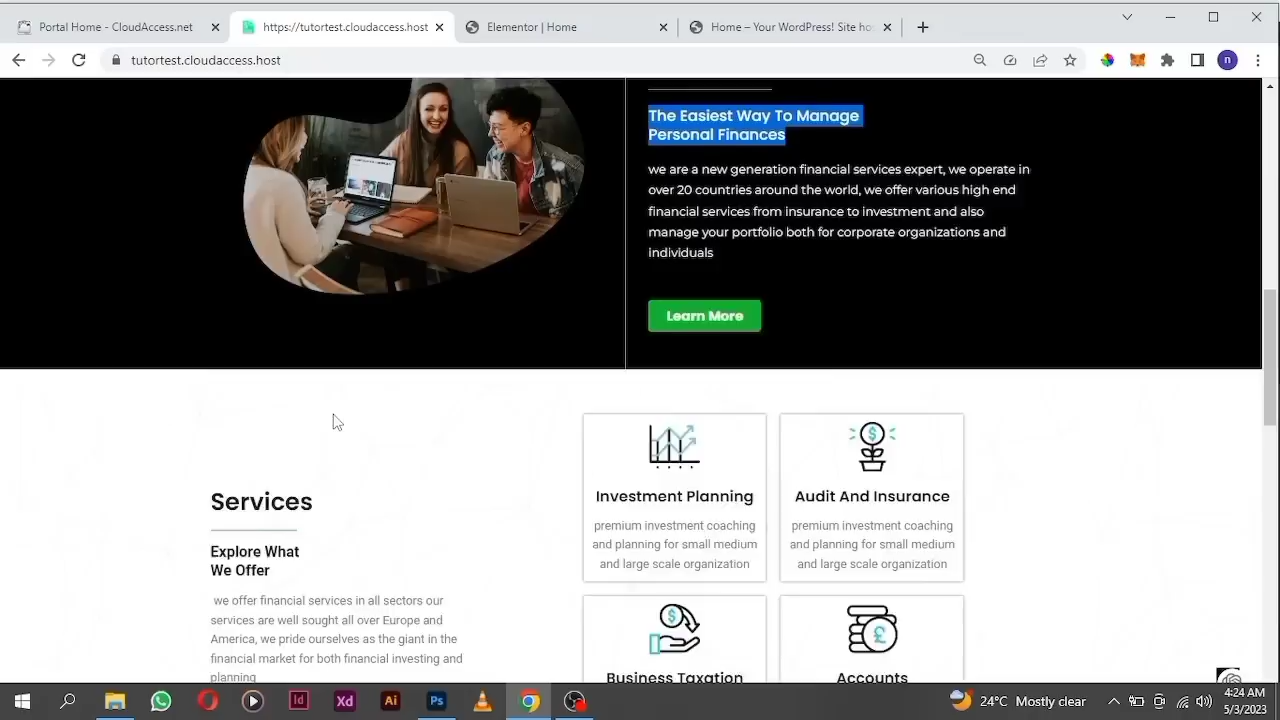 Portal Home - CloudAccess.net
https://tutortest.cloudaccess.host
Elementor | Home
Home – Your WordPress! Site hos
tutortest.cloudaccess.host
n
The Easiest Way To Manage
Personal Finances
we are a new generation financial services expert, we operate in
over 20 countries around the world, we offer various high end
financial services from insurance to investment and also
manage your portfolio both for corporate organizations and
individuals
Learn More
Services
Explore What
We Offer
we offer financial services in all sectors our
services are well sought all over Europe and
America, we pride ourselves as the giant in the
financial market for both financial investing and
planning
Investment Planning
premium investment coaching
and planning for small medium
and large scale organization
Audit And Insurance
premium investment coaching
and planning for small medium
and large scale organization
Business Taxation
Accounts
Id
Xd
Ai
Ps
24°C Mostly clear
4:24 AM
5/3/2023